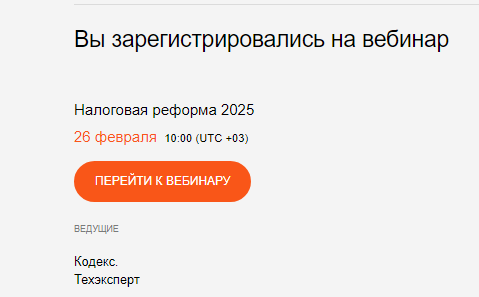 Вы зарегистрировались на вебинар
Налоговая реформа 2025
26 февраля 10:00 (UTC +03)
ПЕРЕЙТИ К ВЕБИНАРУ
ВЕДУЩИЕ
Кодекс.
Техэксперт